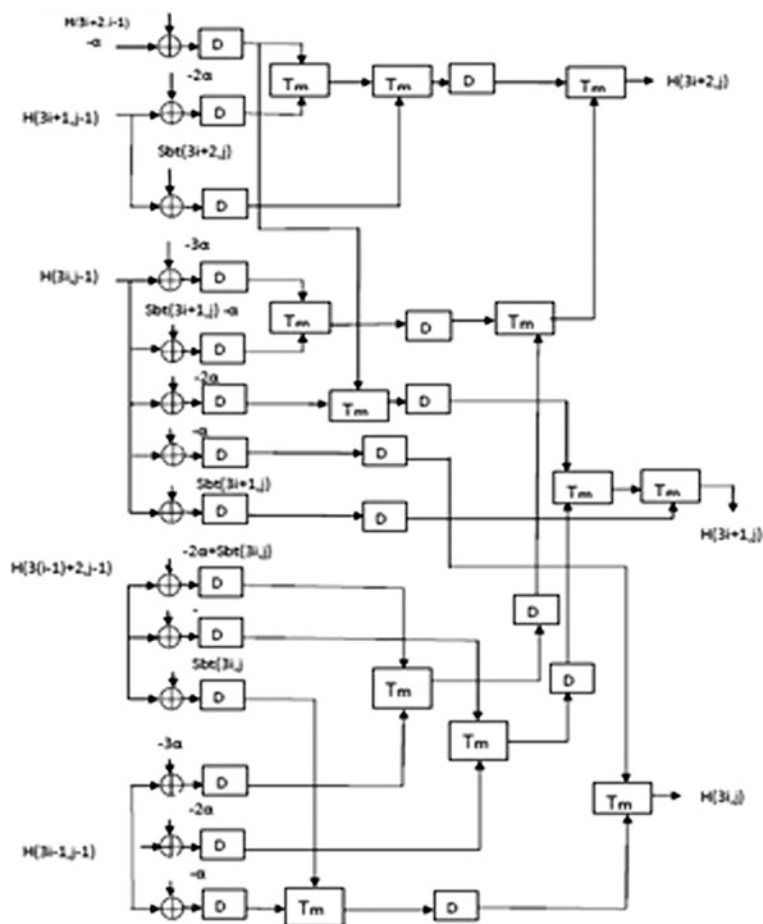 H(3i+2,i-1)
-α
D
Tm
Tm
D
Tm
H(3i+2,j)
-2α
H(3i+1,j-1)
D
Sbt(3i+2,j)
D
-3α
H(3i,j-1)
D
Sbt(3i+1,j) -α
Tm
D
Tm
D
-2α
D
Tm
D
-α
D
D
Tm
Tm
Sbt(3i+1,j)
D
D
H(3i+1,j)
-2α+Sbt(3i,j)
H(3(i-1)+2,j-1)
D
D
-
D
Sbt(3i,j
D
Tm
D
Tm
-3α
D
Tm
H(3i,j)
-2α
H(3i-1,j-1)
D
-α
D
Tm
D